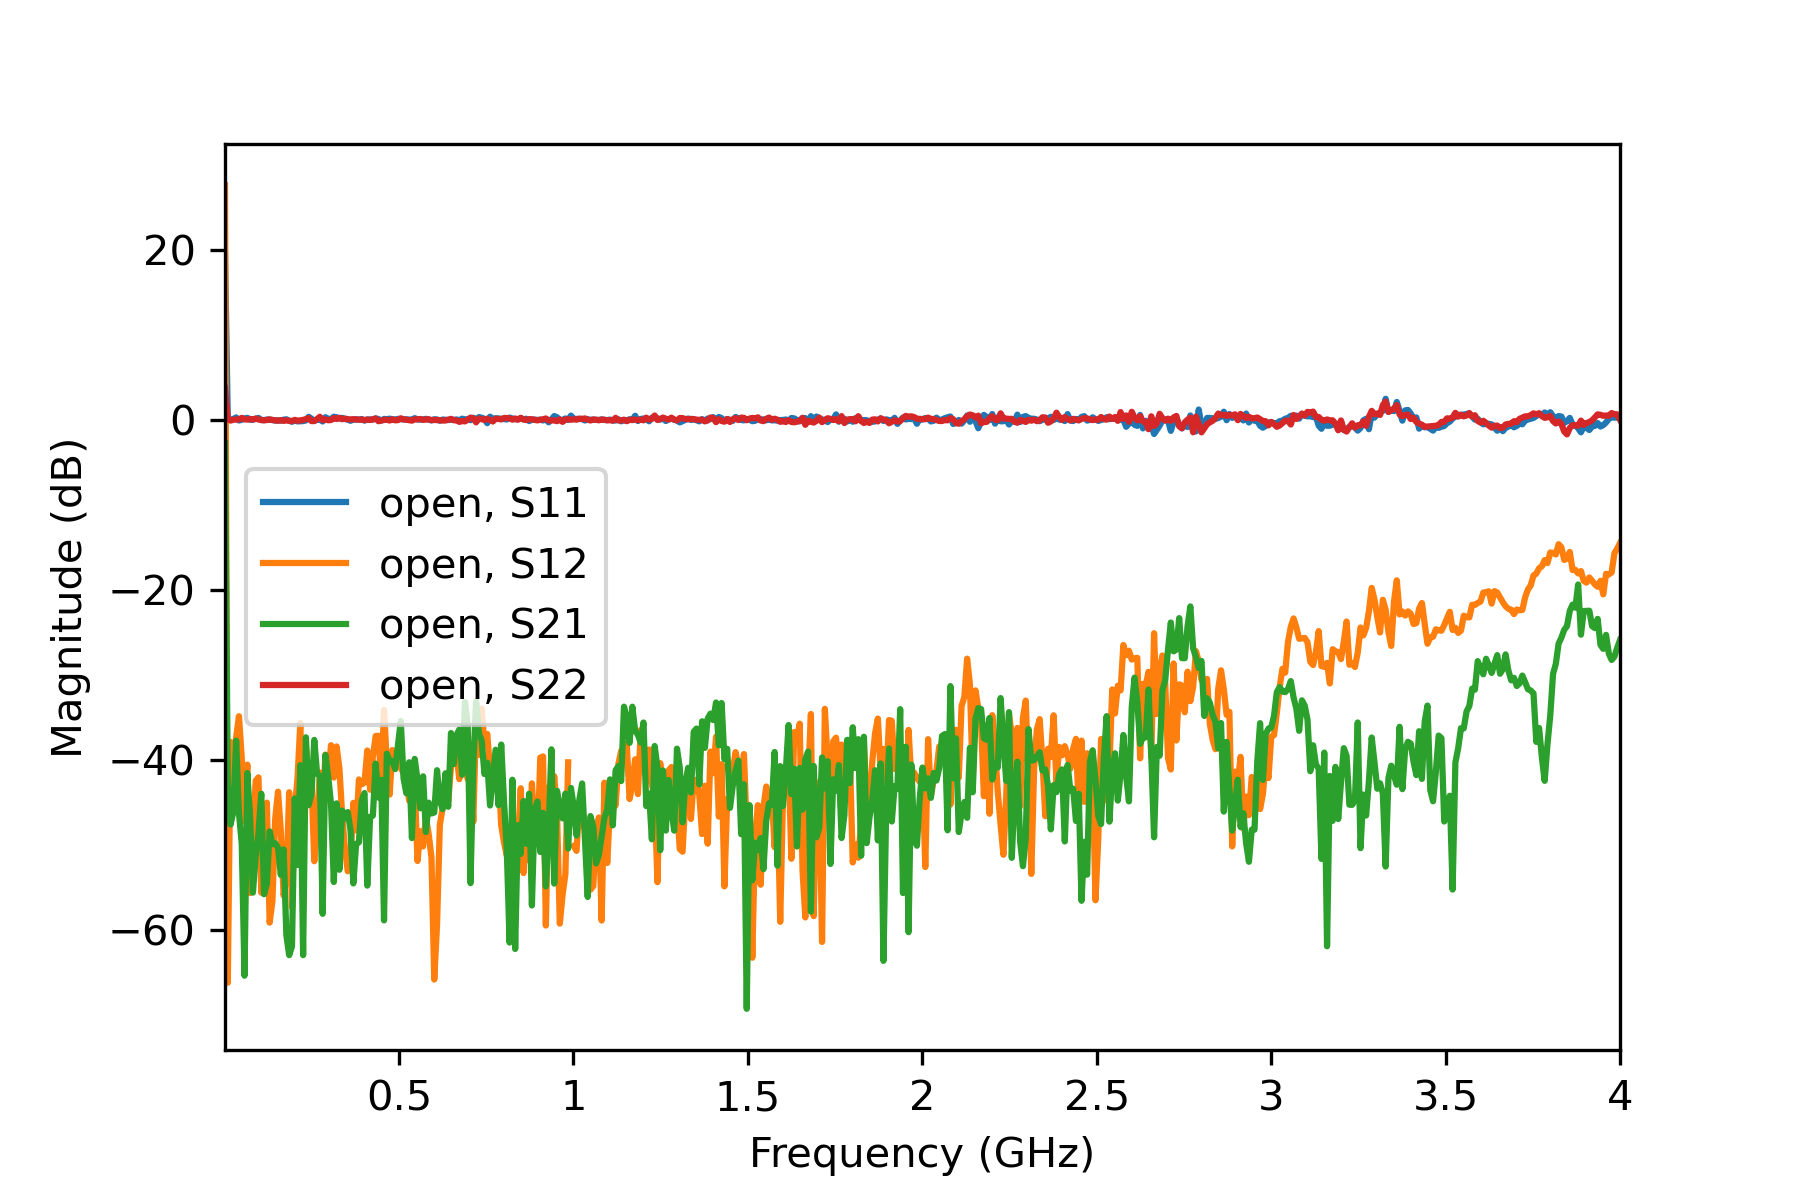 20
0
−20
−40
−60
Magnitude (dB)
open, S11
open, S12
open, S21
open, S22
0.5 1 1.5 2 2.5 3 3.5 4
Frequency (GHz)